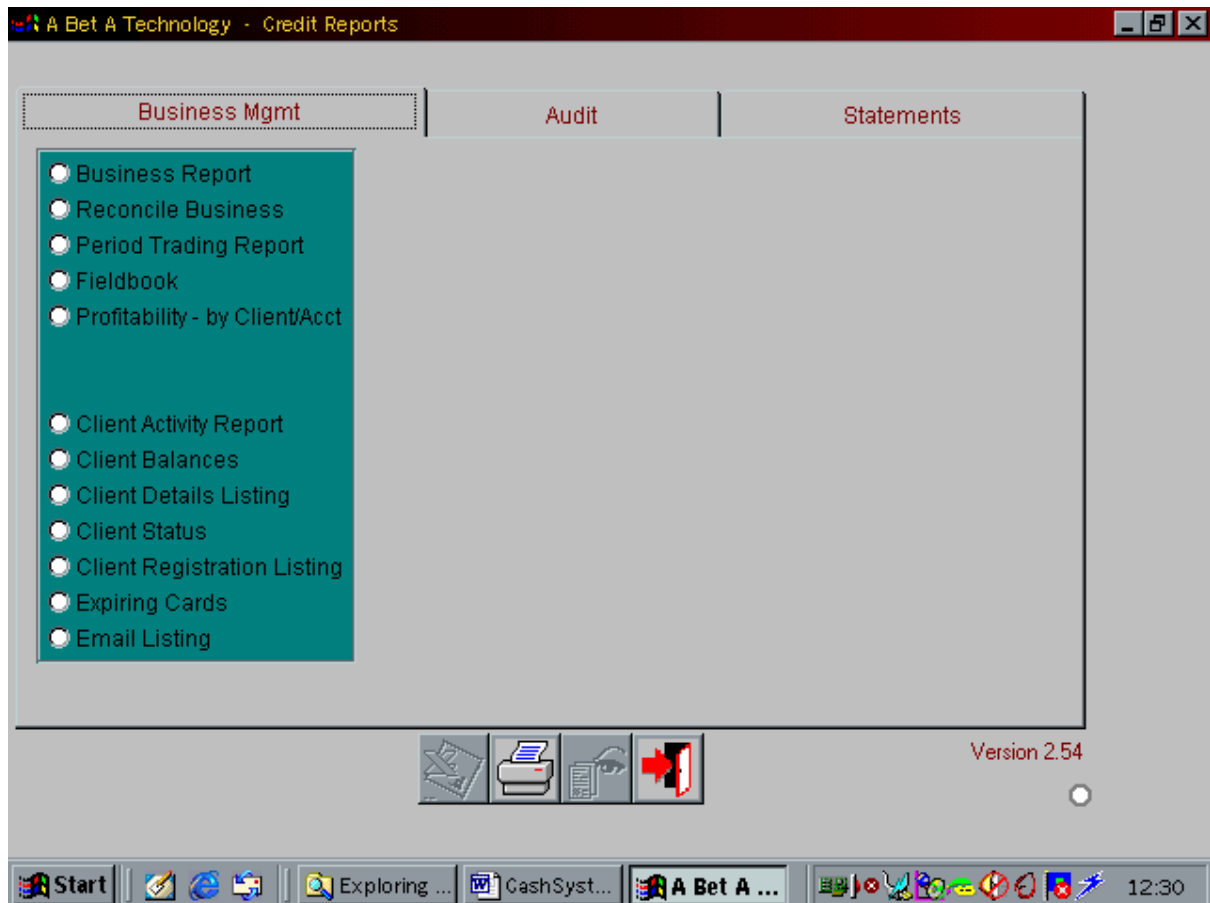 A Bet A Technology - Credit Reports
Business Mgmt
Audit
Statements
Business Report
Reconcile Business
Period Trading Report
Fieldbook
Profitability - by Client/Acct
Client Activity Report
Client Balances
Client Details Listing
Client Status
Client Registration Listing
Expiring Cards
Email Listing
Version 2.54
Start Exploring ... CashSyst... A Bet A ... 12:30